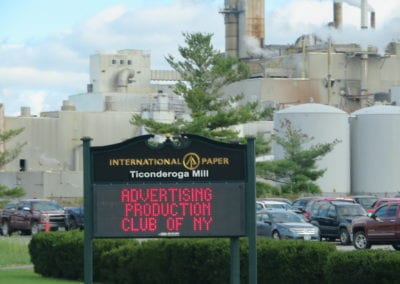 INTERNATIONAL PAPER
Ticonderoga Mill
ADVERTISING
PRODUCTION
CLUB OF NY